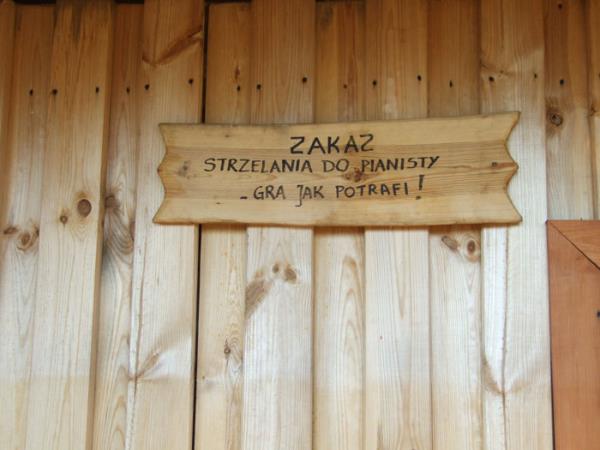 ZAKAZ
STRZELANIA DO PIANISTY
- GRA JAK POTRAFI!